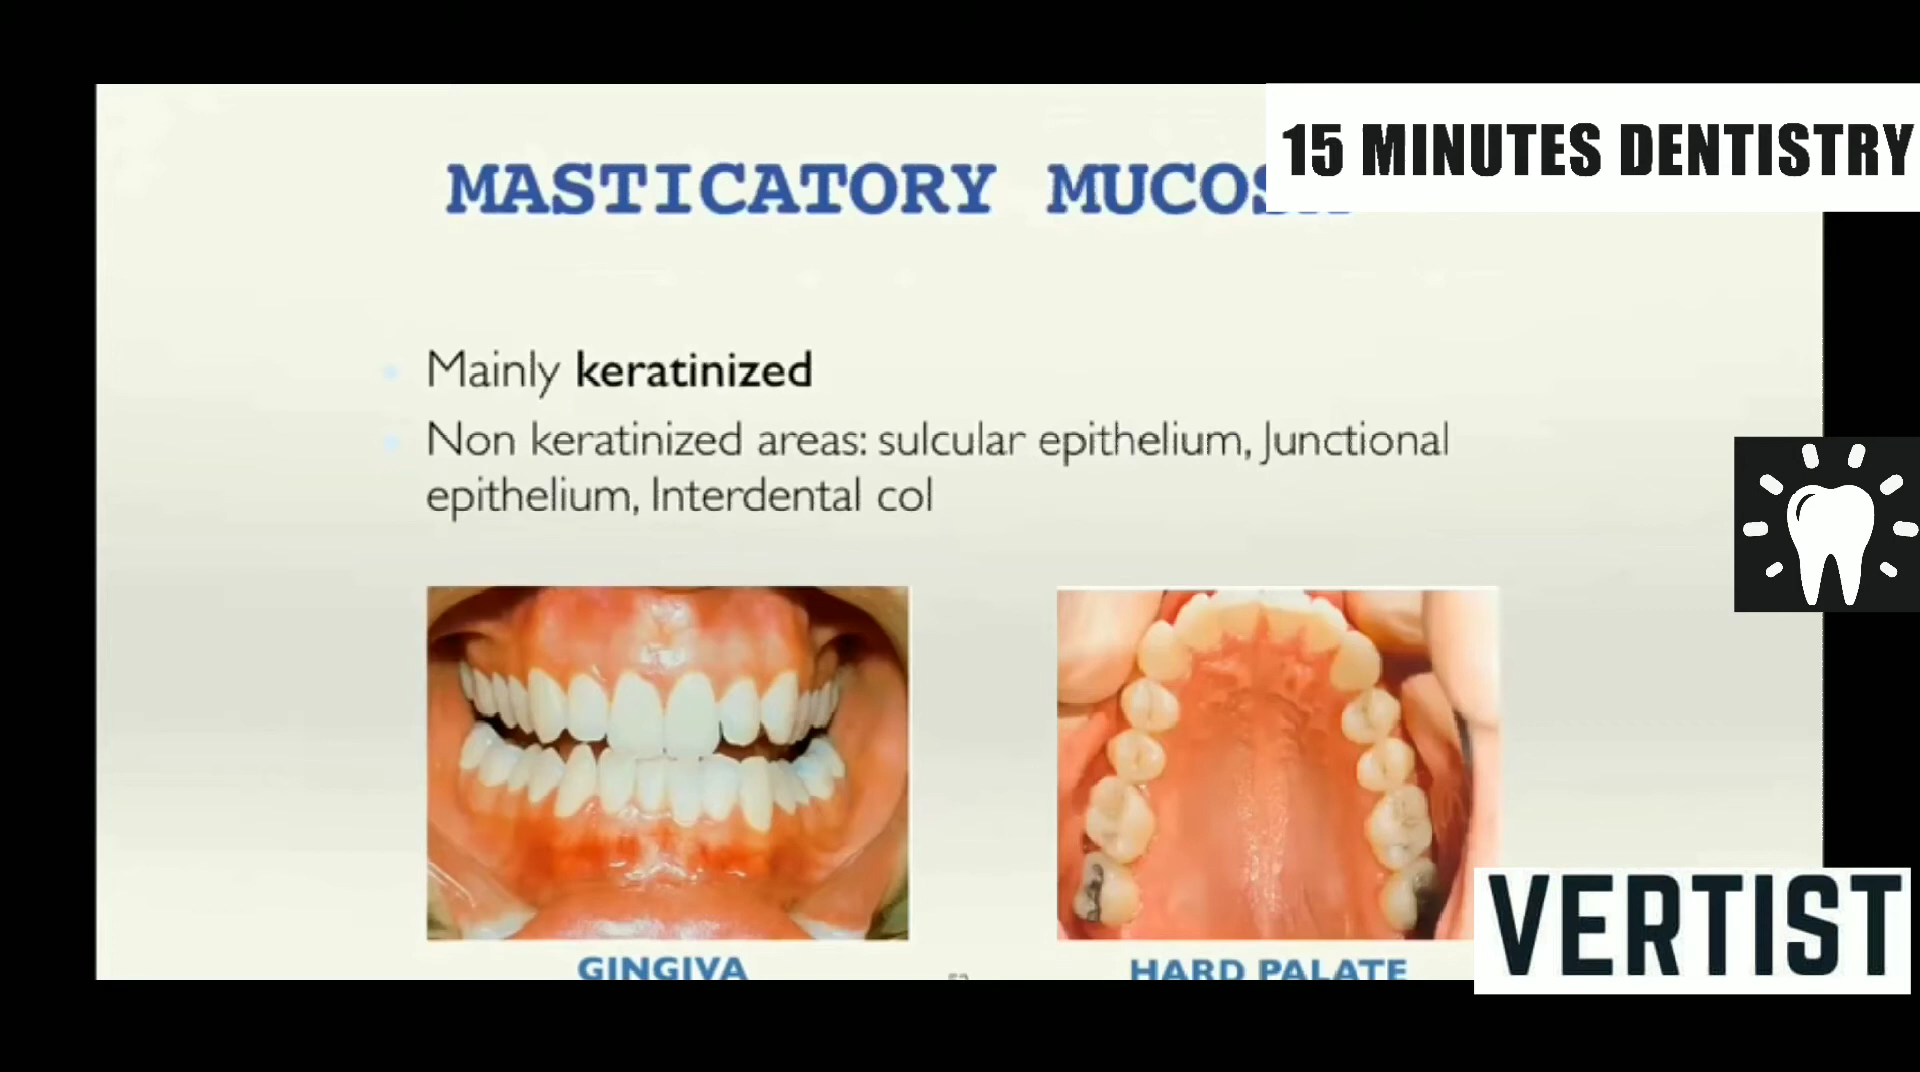 15 MINUTES DENTISTRY
MASTICATORY MUCOSA
Mainly keratinized
Non keratinized areas: sulcular epithelium, Junctional
epithelium, Interdental col
GINGIVA
HARD PALATE
VERTIST